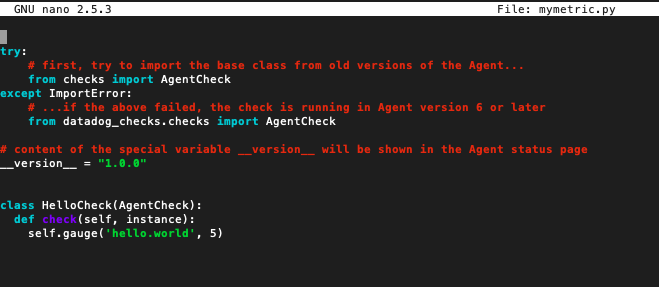 GNU nano 2.5.3 File: mymetric.py
try:
# first, try to import the base class from old versions of the Agent...
from checks import AgentCheck
except ImportError:
# ...if the above failed, the check is running in Agent version 6 or later
from datadog_checks.checks import AgentCheck
# content of the special variable __version__ will be shown in the Agent status page
__version__ = "1.0.0"
class HelloCheck(AgentCheck):
def check(self, instance):
self.gauge('hello.world', 5)